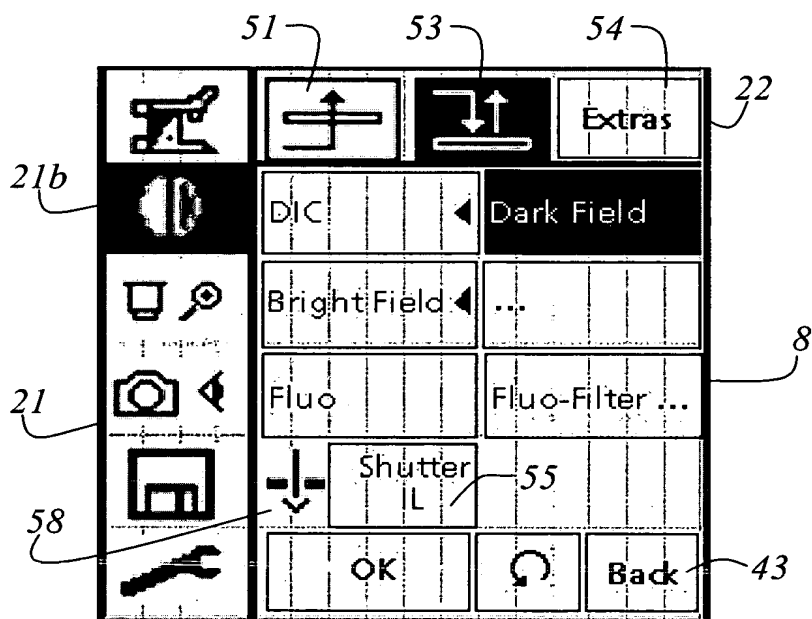 51
53
54
Extras
22
21b
DIC
Dark Field
Bright Field
...
8
21
Fluo
Fluo-Filter ...
Shutter
L
55
58
OK
Back
43